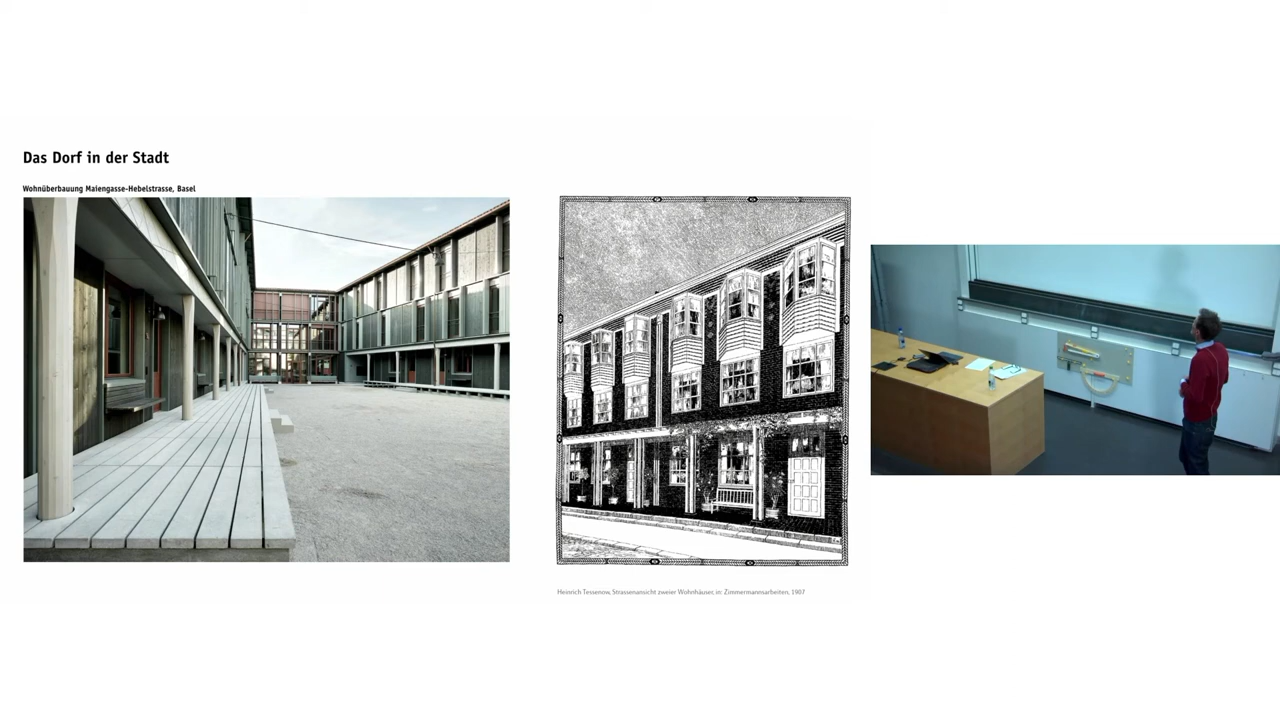 Das Dorf in der Stadt
Wohnüberbauung Maiengasse-Hebelstrasse, Basel
Heinrich Tessenow, Strassenansicht zweier Wohnhäuser, in: Zimmermannsarbeiten, 1907